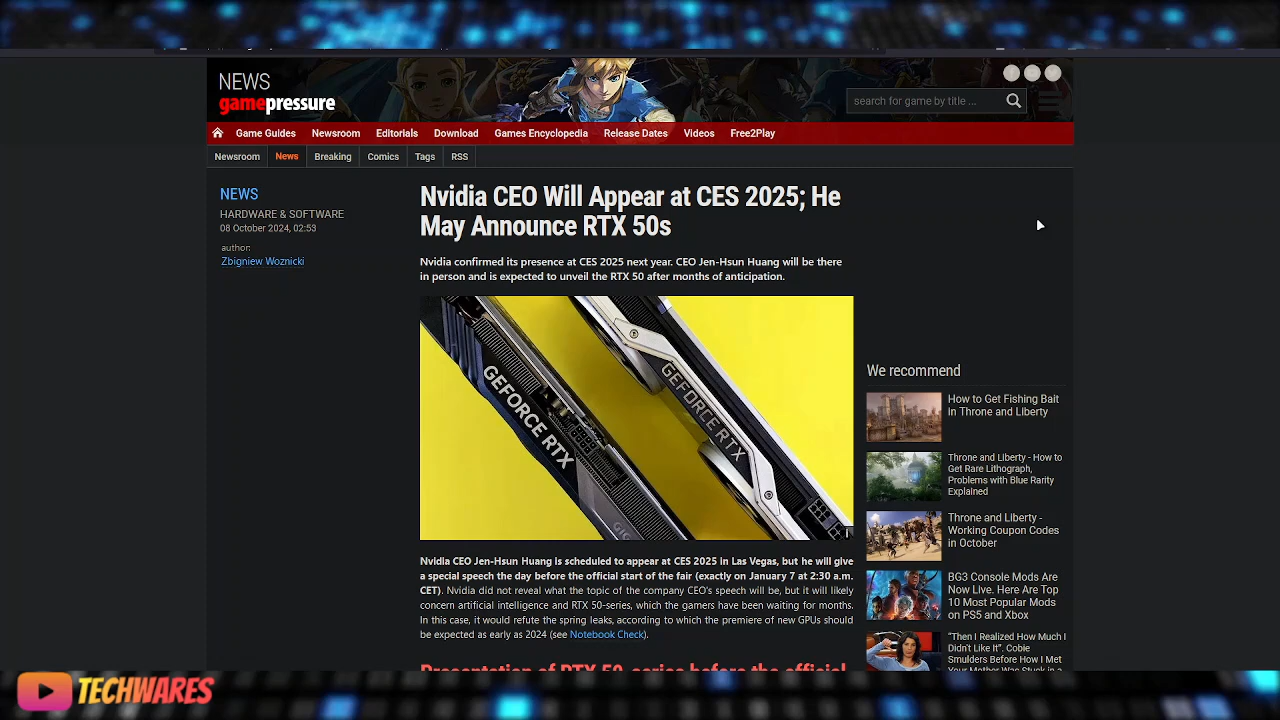 NEWS
gamepressure
search for game by title ...
Game Guides Newsroom Editorials Download Games Encyclopedia Release Dates Videos Free2Play
Newsroom News Breaking Comics Tags RSS
NEWS
HARDWARE & SOFTWARE
08 October 2024, 02:53
author:
Zbigniew Woznicki
Nvidia CEO Will Appear at CES 2025; He
May Announce RTX 50s
Nvidia confirmed its presence at CES 2025 next year. CEO Jen-Hsun Huang will be there
in person and is expected to unveil the RTX 50 after months of anticipation.
GEFORCE RTX
GEFORCE RTX
Nvidia CEO Jen-Hsun Huang is scheduled to appear at CES 2025 in Las Vegas, but he will give
a special speech the day before the official start of the fair (exactly on January 7 at 2:30 a.m.
CET). Nvidia did not reveal what the topic of the company CEO's speech will be, but it will likely
concern artificial intelligence and RTX 50-series, which the gamers have been waiting for months.
In this case, it would refute the spring leaks, according to which the premiere of new GPUs should
be expected as early as 2024 (see Notebook Check).
Presentation of RTX 50-series before the official
We recommend
How to Get Fishing Bait
in Throne and Liberty
Throne and Liberty - How to
Get Rare Lithograph,
Problems with Blue Rarity
Explained
Throne and Liberty -
Working Coupon Codes
in October
BG3 Console Mods Are
Now Live. Here Are Top
10 Most Popular Mods
on PS5 and Xbox
"Then I Realized How Much I
Didn't Like It". Cobie
Smulders Before How I Met
Your Mother Was Stuck in a
TECHWARES